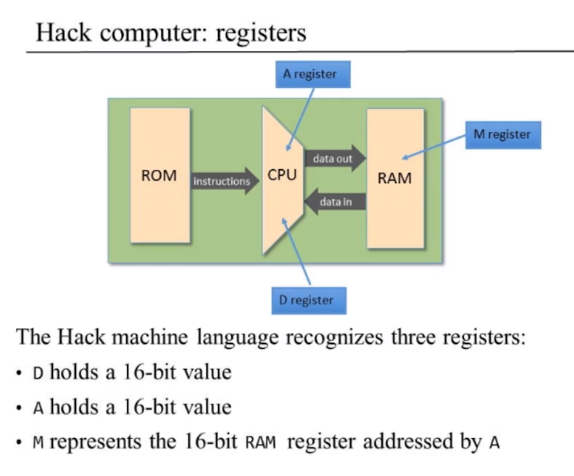 Hack computer: registers
A register
M register
ROM
instructions
CPU
data out
data in
RAM
D register
The Hack machine language recognizes three registers:
• D holds a 16-bit value
• A holds a 16-bit value
• M represents the 16-bit RAM register addressed by A